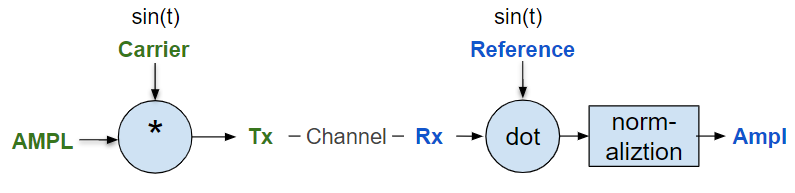 sin(t)
Carrier
sin(t)
Reference
AMPL
*
Tx
Channel
Rx
dot
norm-
aliztion
Ampl